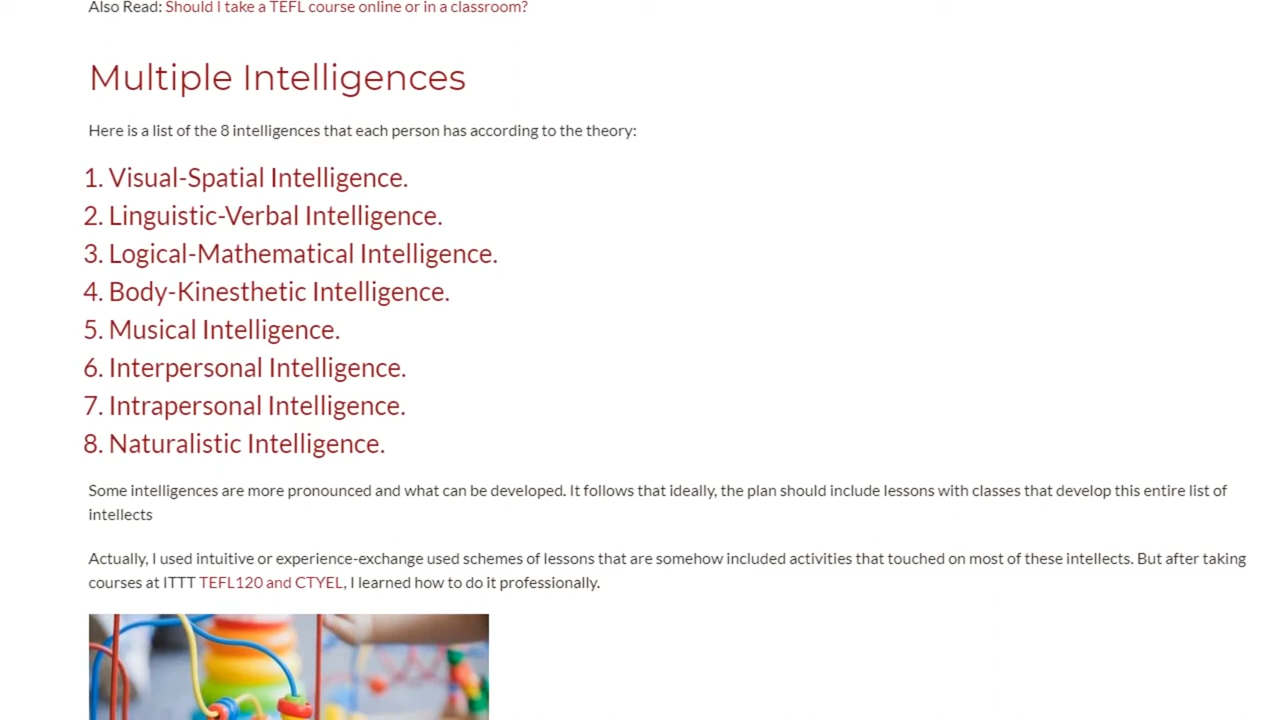 Also Read: Should I take a TEFL course online or in a classroom?
Multiple Intelligences
Here is a list of the 8 intelligences that each person has according to the theory:
1. Visual-Spatial Intelligence.
2. Linguistic-Verbal Intelligence.
3. Logical-Mathematical Intelligence.
4. Body-Kinesthetic Intelligence.
5. Musical Intelligence.
6. Interpersonal Intelligence.
7. Intrapersonal Intelligence.
8. Naturalistic Intelligence.
Some intelligences are more pronounced and what can be developed. It follows that ideally, the plan should include lessons with classes that develop this entire list of
intellects
Actually, I used intuitive or experience-exchange used schemes of lessons that are somehow included activities that touched on most of these intellects. But after taking
courses at ITTT TEFL120 and CTYEL, I learned how to do it professionally.